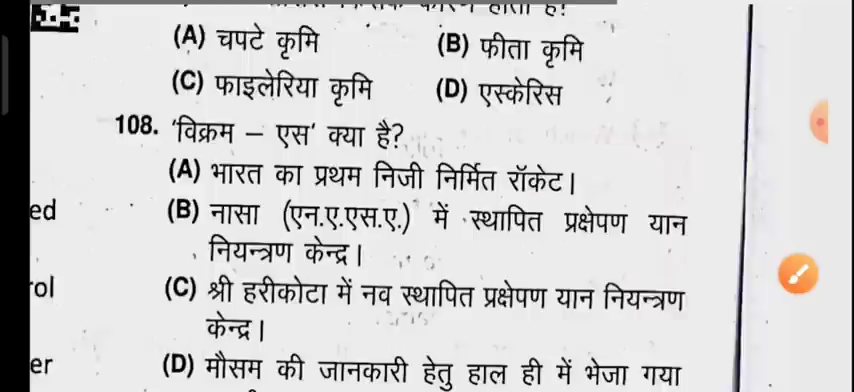 होता है?
(A) चपटे कृमि (B) फीता कृमि
(C) फाइलेरिया कृमि (D) एस्केरिस
108. 'विक्रम – एस' क्या है?
(A) भारत का प्रथम निजी निर्मित रॉकेट।
ed
(B) नासा (एन.ए.एस.ए.) में स्थापित प्रक्षेपण यान
नियन्त्रण केन्द्र।
rol
(C) श्री हरीकोटा में नव स्थापित प्रक्षेपण यान नियन्त्रण
केन्द्र।
er
(D) मौसम की जानकारी हेतु हाल ही में भेजा गया